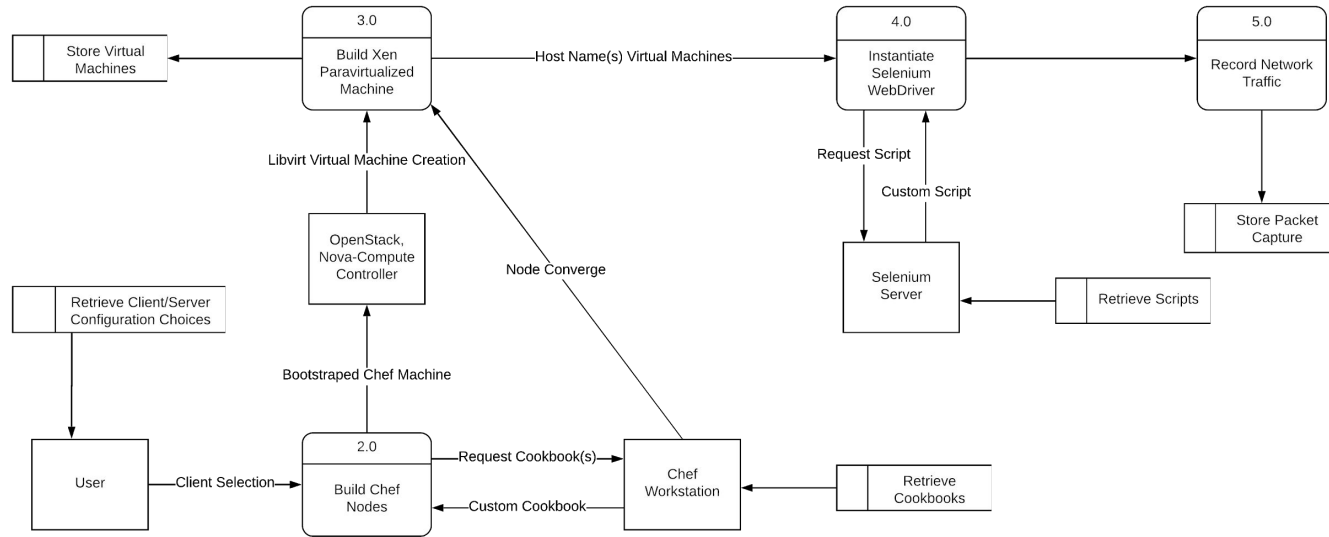 3.0
Build Xen
Paravirtualized
Machine
Store Virtual
Machines
Host Name(s) Virtual Machines
4.0
Instantiate
Selenium
WebDriver
5.0
Record Network
Traffic
Libvirt Virtual Machine Creation
Request Script
Custom Script
OpenStack,
Nova-Compute
Controller
Node Converge
Selenium
Server
Store Packet
Capture
Retrieve Scripts
Retrieve Client/Server
Configuration Choices
Bootstraped Chef Machine
User
Client Selection
2.0
Build Chef
Nodes
Request Cookbook(s)
Custom Cookbook
Chef
Workstation
Retrieve
Cookbooks